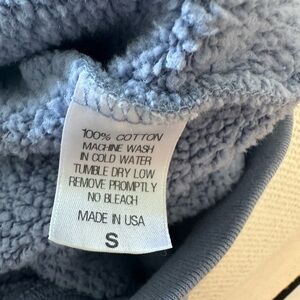 100% COTTON
MACHINE WASH
IN COLD WATER
TUMBLE DRY LOW
REMOVE PROMPTLY
NO BLEACH
MADE IN USA
S